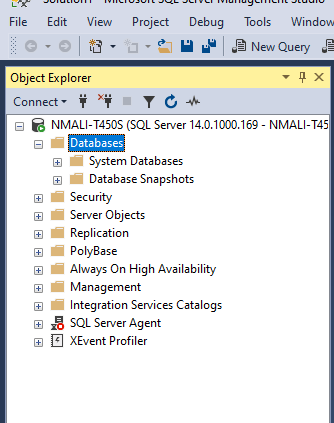 Solution1 - Microsoft SQL Server Management Studio
View Project Debug Tools Window
New Query
Object Explorer
Connect
NMALI-T450S (SQL Server 14.0.1000.169 - NMALI-T45
Databases
System Databases
Database Snapshots
Security
Server Objects
Replication
PolyBase
Always On High Availability
Management
Integration Services Catalogs
SQL Server Agent
XEvent Profiler